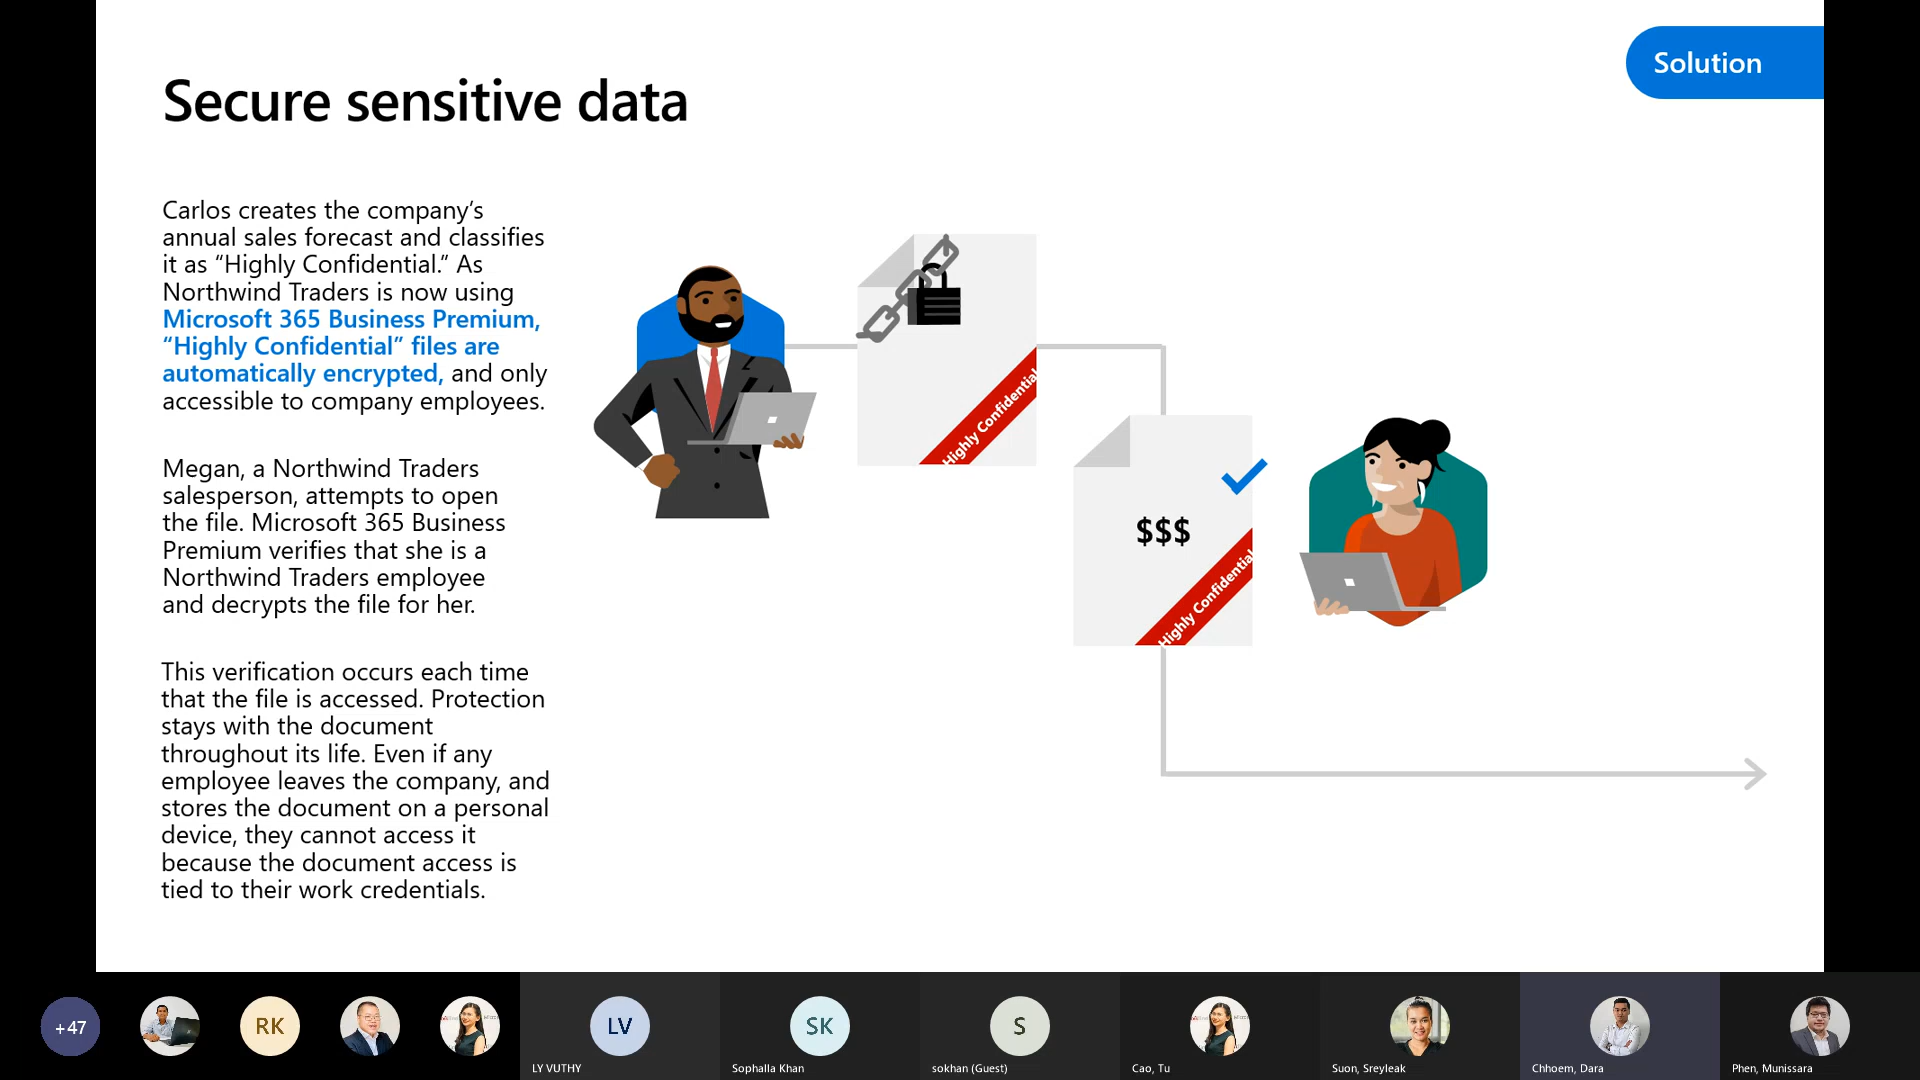 Solution
Secure sensitive data
Carlos creates the company’s
annual sales forecast and classifies
it as “Highly Confidential.” As
Northwind Traders is now using
Microsoft 365 Business Premium,
“Highly Confidential” files are
automatically encrypted, and only
accessible to company employees.
Megan, a Northwind Traders
salesperson, attempts to open
the file. Microsoft 365 Business
Premium verifies that she is a
Northwind Traders employee
and decrypts the file for her.
This verification occurs each time
that the file is accessed. Protection
stays with the document
throughout its life. Even if any
employee leaves the company, and
stores the document on a personal
device, they cannot access it
because the document access is
tied to their work credentials.
Highly Confidential
$$$
Highly Confidential
+47
RK
LV
SK
S
LY VUTHY
Sophalla Khan
sokhan (Guest)
Cao, Tu
Suon, Sreyleak
Chhoem, Dara
Phen, Munissara